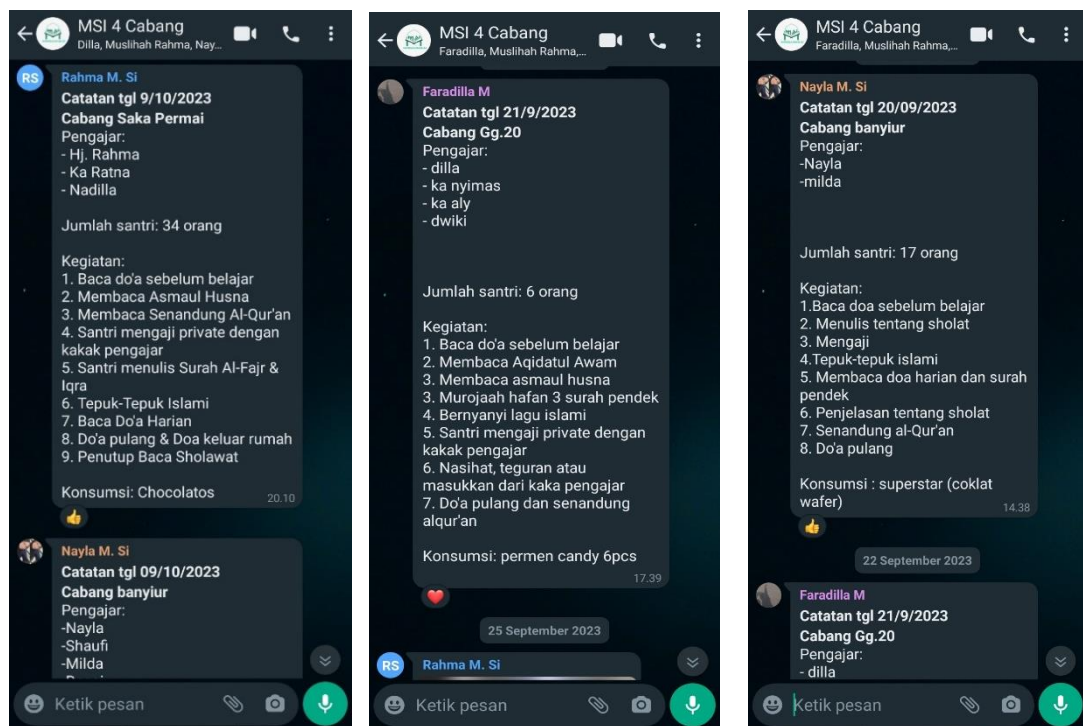 MSI 4 Cabang
Dilla, Muslihah Rahma, Nay...
RS
Rahma M. Si
Catatan tgl 9/10/2023
Cabang Saka Permai
Pengajar:
- Hj. Rahma
- Ka Ratna
- Nadilla
Jumlah santri: 34 orang
Kegiatan:
1. Baca do'a sebelum belajar
2. Membaca Asmaul Husna
3. Membaca Senandung Al-Qur'an
4. Santri mengaji private dengan
kakak pengajar
5. Santri menulis Surah Al-Fajr &
Iqra
6. Tepuk-Tepuk Islami
7. Baca Do'a Harian
8. Do'a pulang & Doa keluar rumah
9. Penutup Baca Sholawat
Konsumsi: Chocolatos
20.10
Nayla M. Si
Catatan tgl 09/10/2023
Cabang banyiur
Pengajar:
-Nayla
-Shaufi
-Milda
Ketik pesan
MSI 4 Cabang
Faradilla, Muslihah Rahma,...
Faradilla M
Catatan tgl 21/9/2023
Cabang Gg.20
Pengajar:
- dilla
- ka nyimas
- ka aly
- dwiki
Jumlah santri: 6 orang
Kegiatan:
1. Baca do'a sebelum belajar
2. Membaca Aqidatul Awam
3. Membaca asmaul husna
3. Murojaah hafan 3 surah pendek
4. Bernyanyi lagu islami
5. Santri mengaji private dengan
kakak pengajar
6. Nasihat, teguran atau
masukkan dari kaka pengajar
7. Do'a pulang dan senandung
alqur'an
Konsumsi: permen candy 6pcs
17.39
25 September 2023
RS
Rahma M. Si
Ketik pesan
MSI 4 Cabang
Faradilla, Muslihah Rahma,...
Nayla M. Si
Catatan tgl 20/09/2023
Cabang banyiur
Pengajar:
-Nayla
-milda
Jumlah santri: 17 orang
Kegiatan:
1.Baca doa sebelum belajar
2. Menulis tentang sholat
3. Mengaji
4.Tepuk-tepuk islami
5. Membaca doa harian dan surah
pendek
6. Penjelasan tentang sholat
7. Senandung al-Qur'an
8. Do'a pulang
Konsumsi : superstar (coklat
wafer)
14.38
22 September 2023
Faradilla M
Catatan tgl 21/9/2023
Cabang Gg.20
Pengajar:
- dilla
Ketik pesan